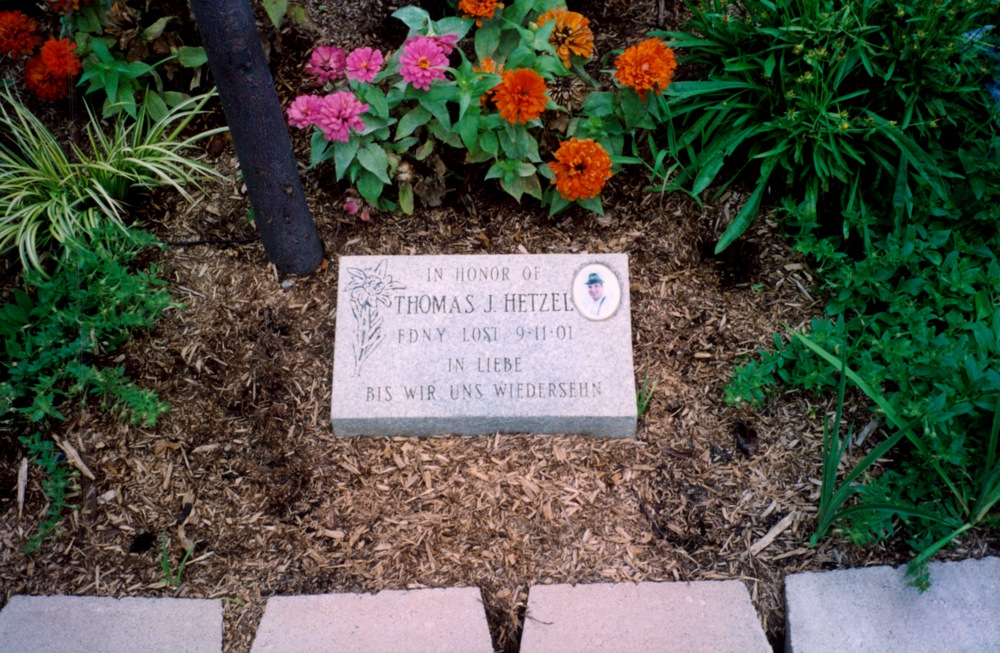 IN HONOR OF
THOMAS J. HETZEL
FDNY LOST 9·11·01
IN LIEBE
BIS WIR UNS WIEDERSEHN